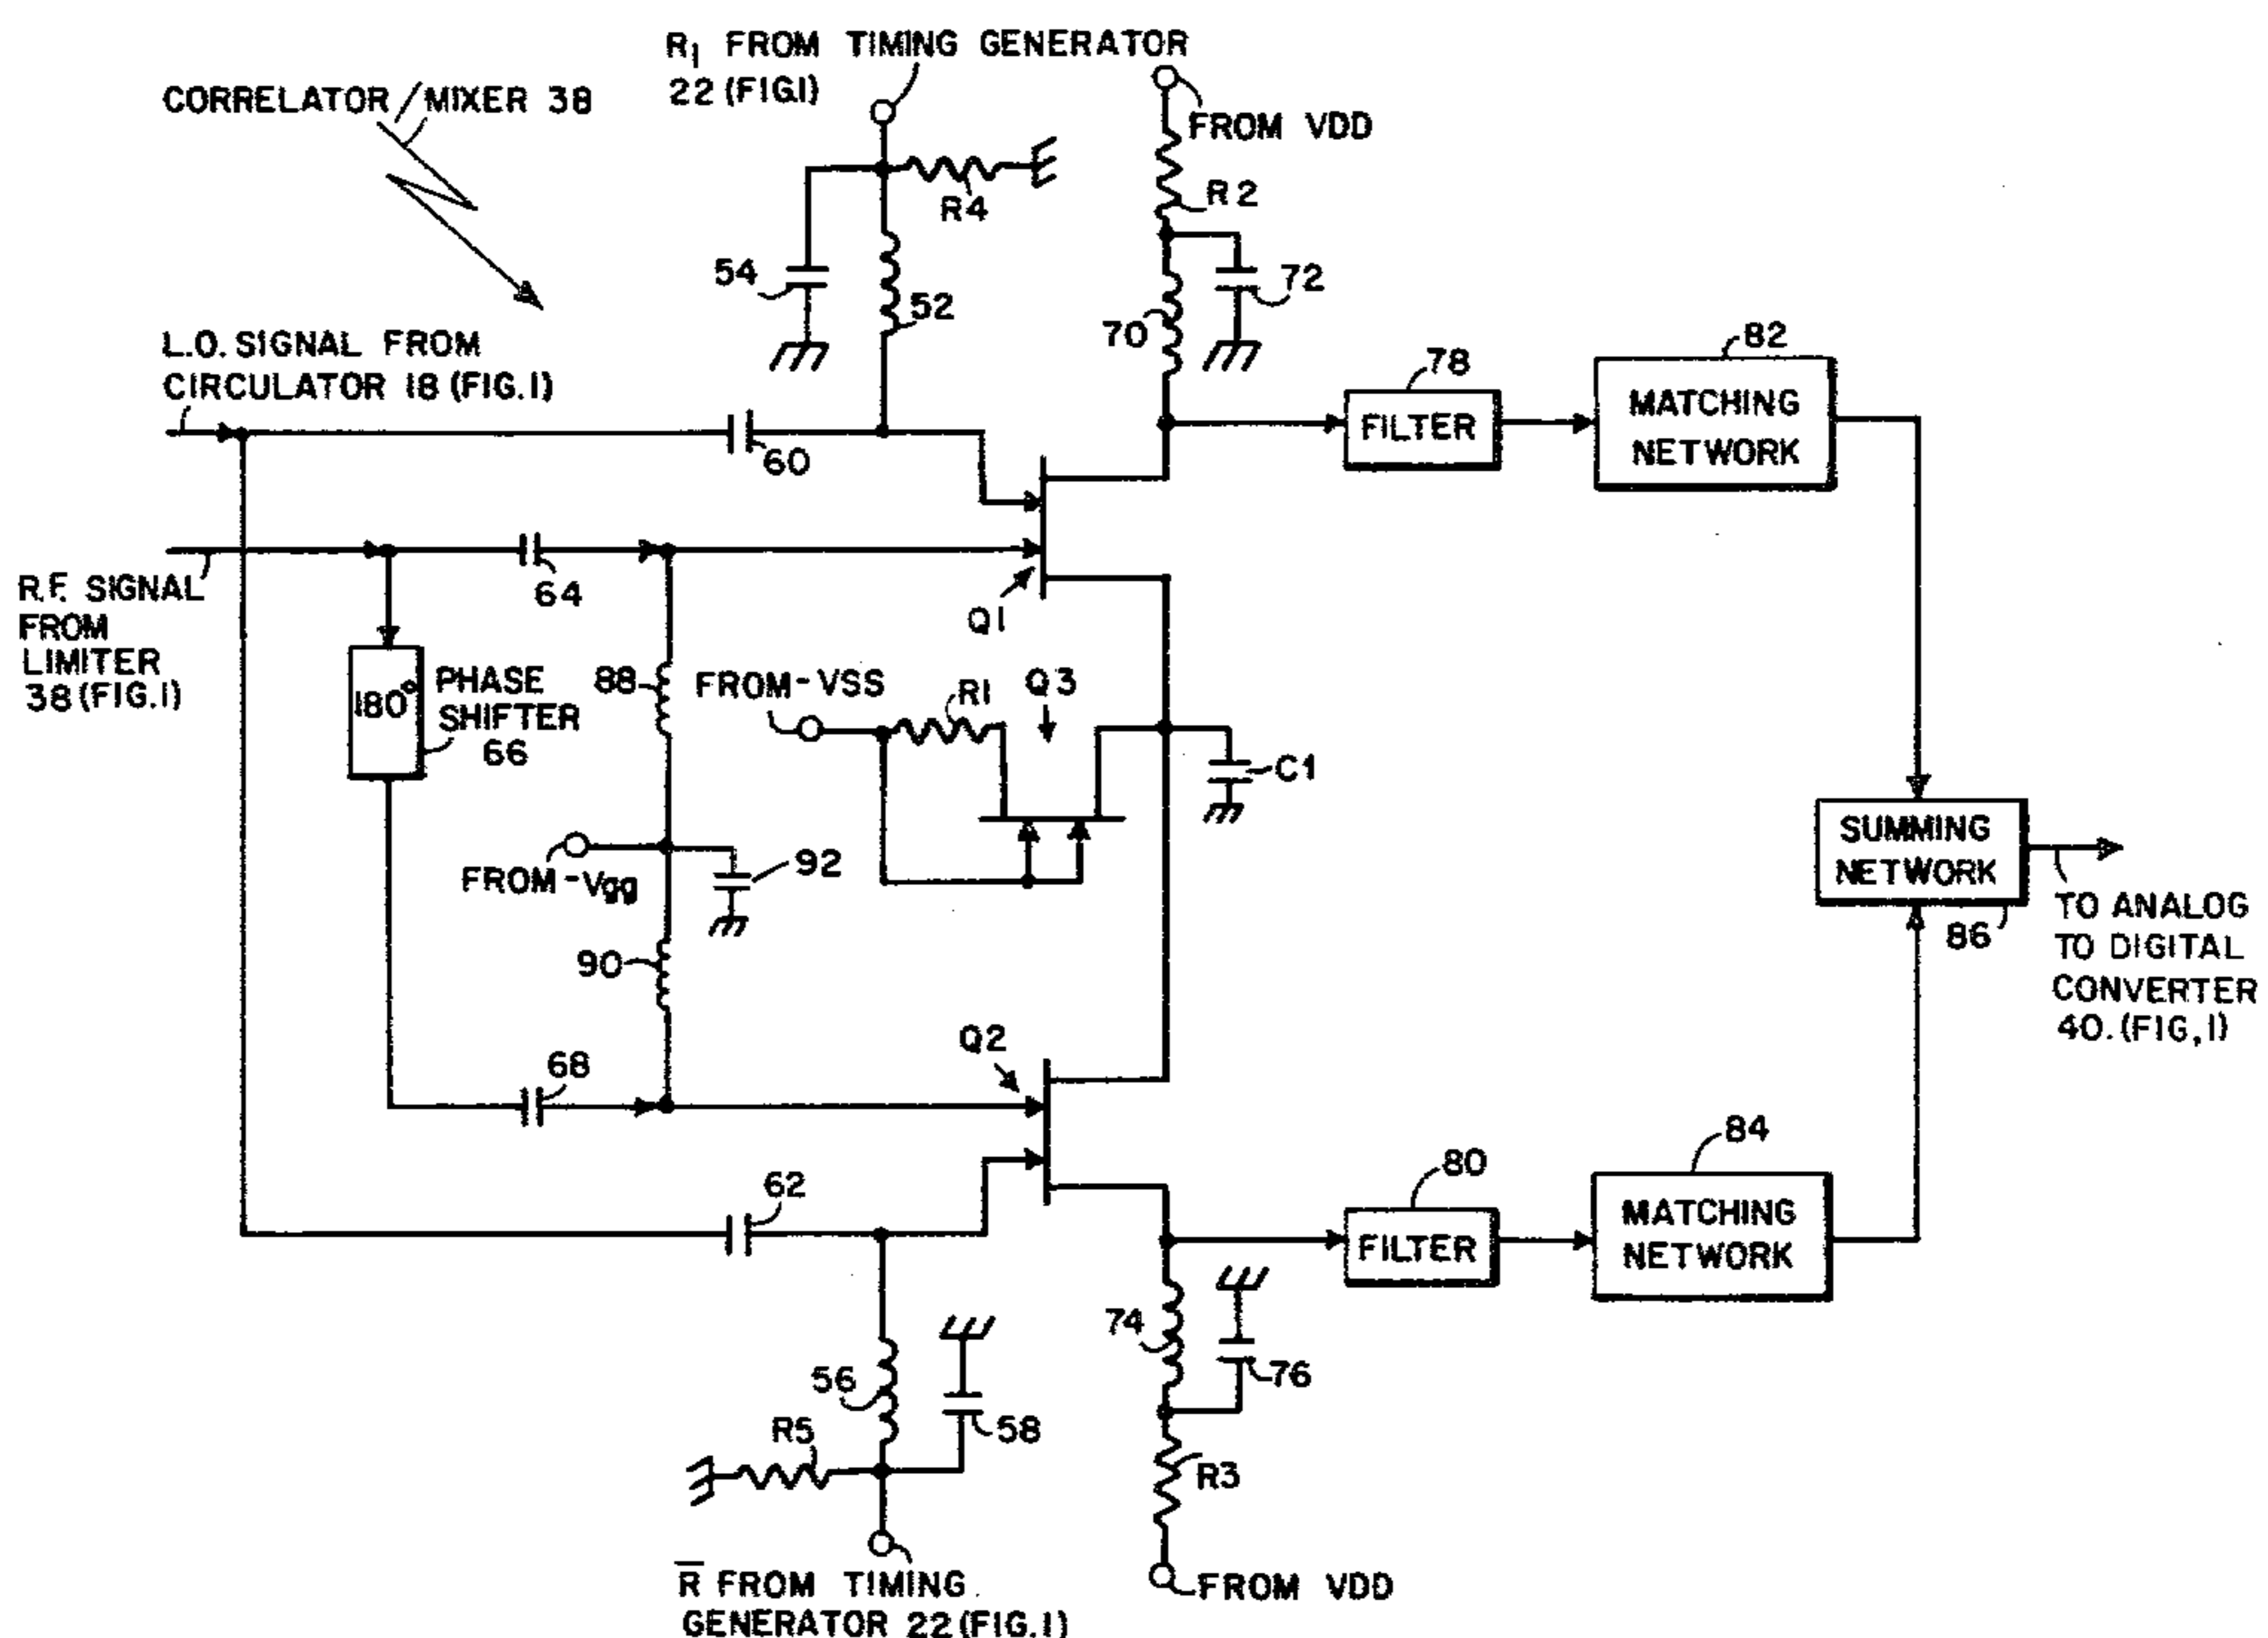 R1 FROM TIMING GENERATOR
22 (FIG.1)
CORRELATOR/MIXER 38
FROM VDD
R4
R2
54
52
72
70
L.O. SIGNAL FROM
CIRCULATOR 18 (FIG.1)
60
78
FILTER
82
MATCHING
NETWORK
R.F. SIGNAL
FROM
LIMITER
38 (FIG.1)
64
Q1
180°
PHASE
SHIFTER
66
88
FROM-VSS
R1
Q3
C1
FROM-Vgg
92
90
SUMMING
NETWORK
86
TO ANALOG
TO DIGITAL
CONVERTER
40. (FIG, 1)
68
Q2
62
80
FILTER
84
MATCHING
NETWORK
74
76
56
58
R5
R3
R̅ FROM TIMING
GENERATOR 22 (FIG.1)
FROM VDD